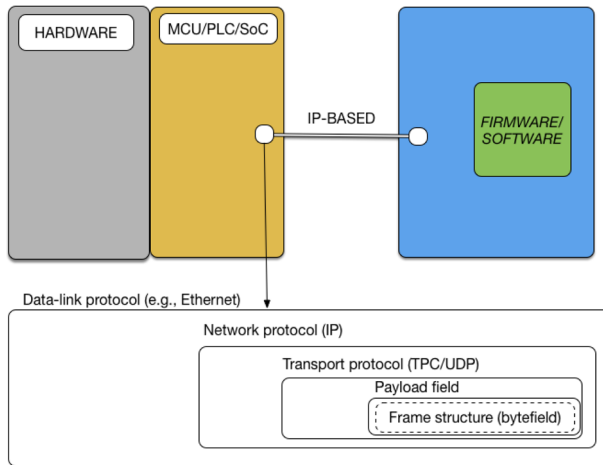 HARDWARE
MCU/PLC/SoC
IP-BASED
FIRMWARE/
SOFTWARE
Data-link protocol (e.g., Ethernet)
Network protocol (IP)
Transport protocol (TPC/UDP)
Payload field
Frame structure (bytefield)